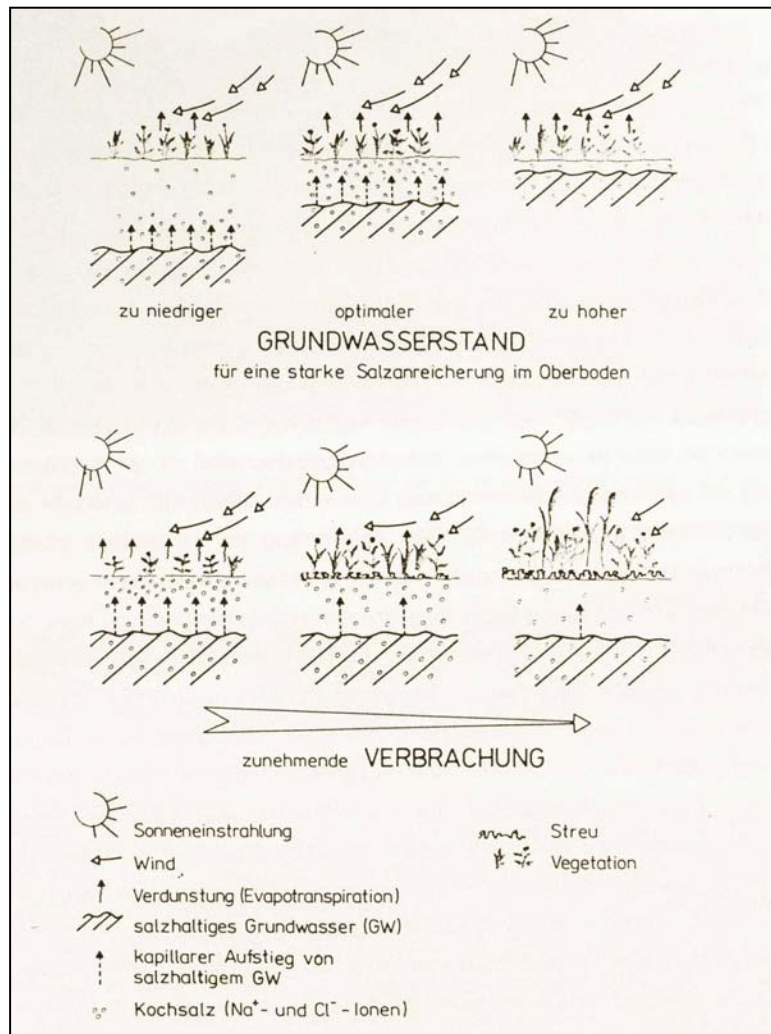 zu niedriger optimaler zu hoher
GRUNDWASSERSTAND
für eine starke Salzanreicherung im Oberboden
zunehmende VERBRACHUNG
Sonneneinstrahlung
Wind
Verdunstung (Evapotranspiration)
salzhaltiges Grundwasser (GW)
kapillarer Aufstieg von
salzhaltigem GW
Kochsalz (Na⁺- und Cl⁻-Ionen)
Streu
Vegetation